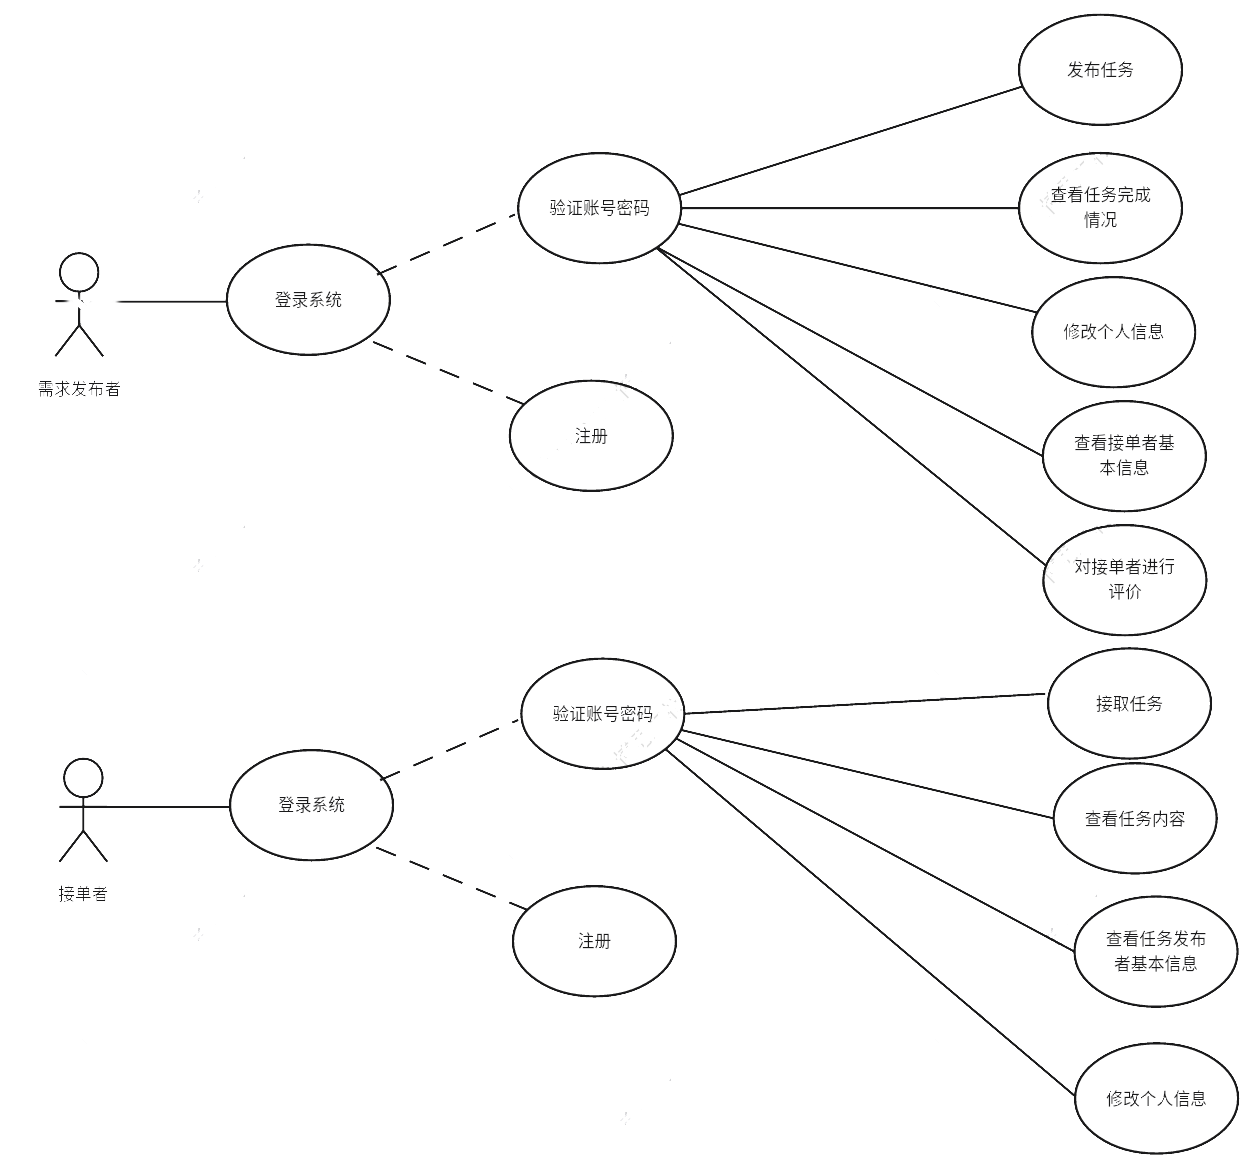 发布任务
验证账号密码
查看任务完成
情况
登录系统
修改个人信息
需求发布者
注册
查看接单者基
本信息
对接单者进行
评价
接取任务
验证账号密码
登录系统
查看任务内容
接单者
注册
查看任务发布
者基本信息
修改个人信息